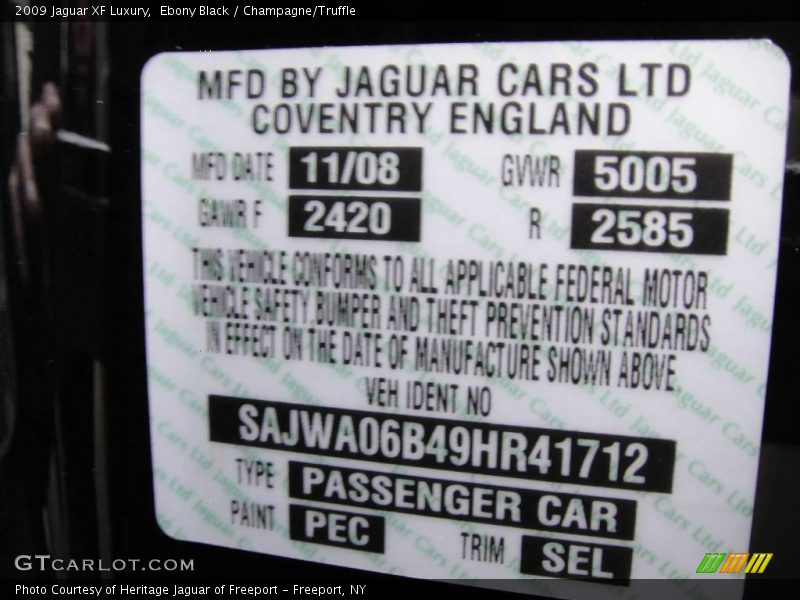 2009 Jaguar XF Luxury, Ebony Black / Champagne/Truffle
MFD BY JAGUAR CARS LTD
COVENTRY ENGLAND
MFD DATE 11/08 GVWR 5005
GAWR F 2420 R 2585
THIS VEHICLE CONFORMS TO ALL APPLICABLE FEDERAL MOTOR
VEHICLE SAFETY BUMPER AND THEFT PREVENTION STANDARDS
IN EFFECT ON THE DATE OF MANUFACTURE SHOWN ABOVE
VEH IDENT NO
SAJWA06B49HR41712
TYPE PASSENGER CAR
PAINT PEC TRIM SEL
GTCARLOT.COM
Photo Courtesy of Heritage Jaguar of Freeport - Freeport, NY